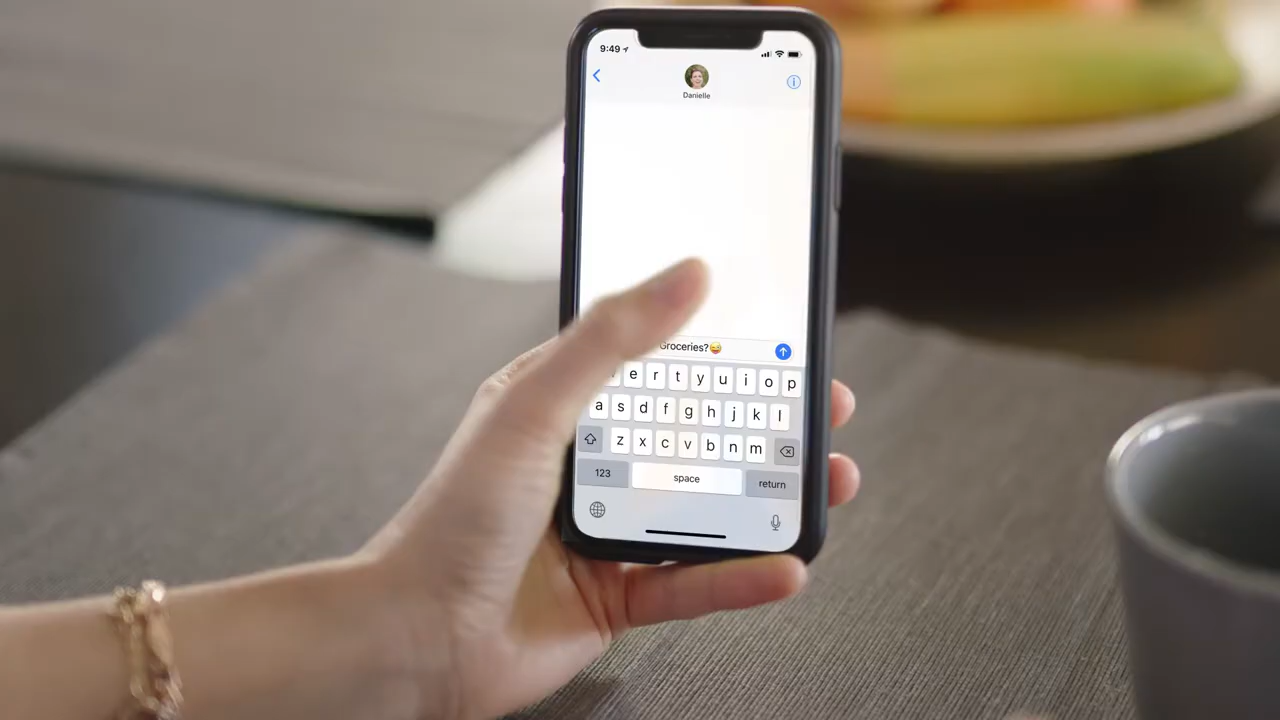 9:49
Danielle
Groceries?😜
e r t y u i o p
a s d f g h j k l
z x c v b n m
123 space return